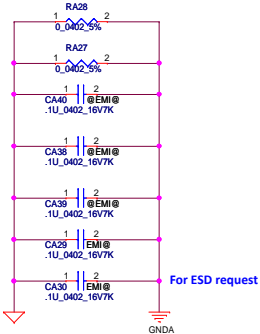 RA28
1 2
0_0402_5%
RA27
1 2
0_0402_5%
1 2
CA40 @EMI@
.1U_0402_16V7K
1 2
CA38 @EMI@
.1U_0402_16V7K
1 2
CA39 @EMI@
.1U_0402_16V7K
1 2
CA29 EMI@
.1U_0402_16V7K
1 2
CA30 EMI@
.1U_0402_16V7K
For ESD request
GNDA